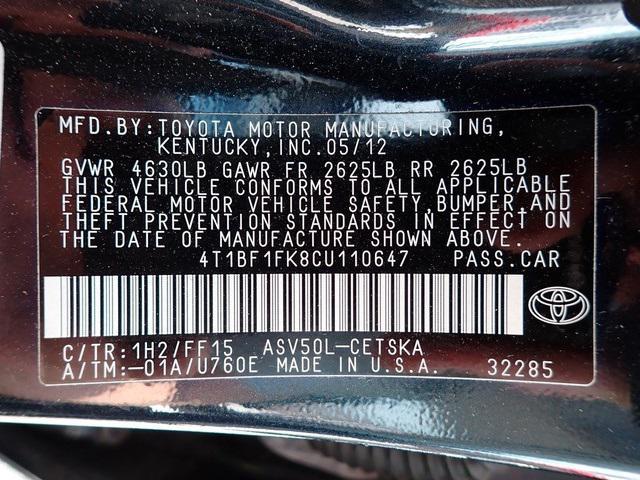 MFD.BY:TOYOTA MOTOR MANUFACTURING,
KENTUCKY,INC.05/12
GVWR 4630LB GAWR FR 2625LB RR 2625LB
THIS VEHICLE CONFORMS TO ALL APPLICABLE
FEDERAL MOTOR VEHICLE SAFETY,BUMPER,AND
THEFT PREVENTION STANDARDS IN EFFECT ON
THE DATE OF MANUFACTURE SHOWN ABOVE.
4T1BF1FK8CU110647 PASS.CAR
C/TR:1H2/FF15 ASV50L-CETSKA
A/TM:-01A/U760E MADE IN U.S.A. 32285